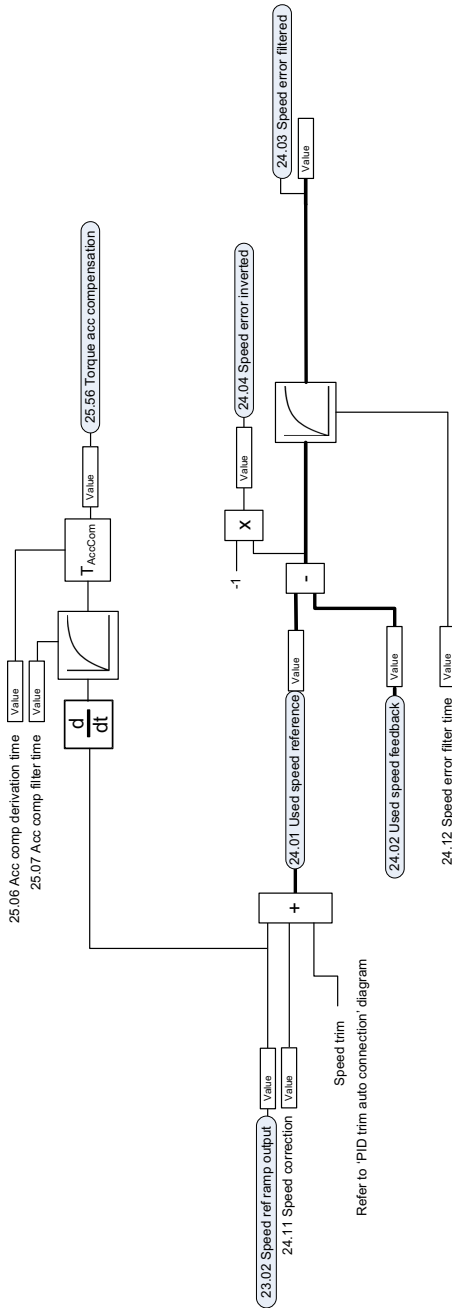 25.06 Acc comp derivation time
Value
25.07 Acc comp filter time
Value
d
dt
TAccCom
Value
25.56 Torque acc compensation
23.02 Speed ref ramp output
Value
24.11 Speed correction
Value
Speed trim
Refer to ‘PID trim auto connection’ diagram
+
24.01 Used speed reference
Value
-
-1
X
Value
24.04 Speed error inverted
24.02 Used speed feedback
Value
24.12 Speed error filter time
Value
24.03 Speed error filtered
Value